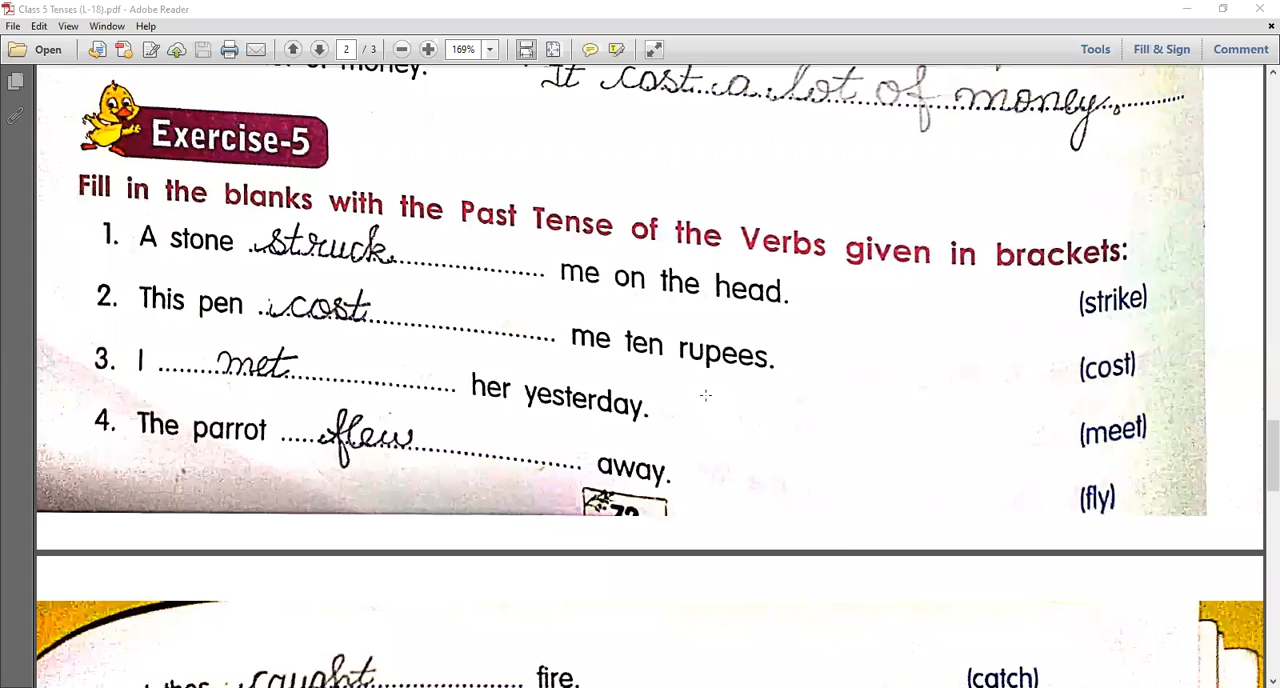 Class 5 Tenses (L-18).pdf - Adobe Reader
File Edit View Window Help
Open 2 / 3 169% Tools Fill & Sign Comment
money.
It cost a lot of money.
Exercise-5
Fill in the blanks with the Past Tense of the Verbs given in brackets:
1. A stone struck me on the head. (strike)
2. This pen cost me ten rupees. (cost)
3. I met her yesterday. (meet)
4. The parrot flew away. (fly)
caught fire. (catch)